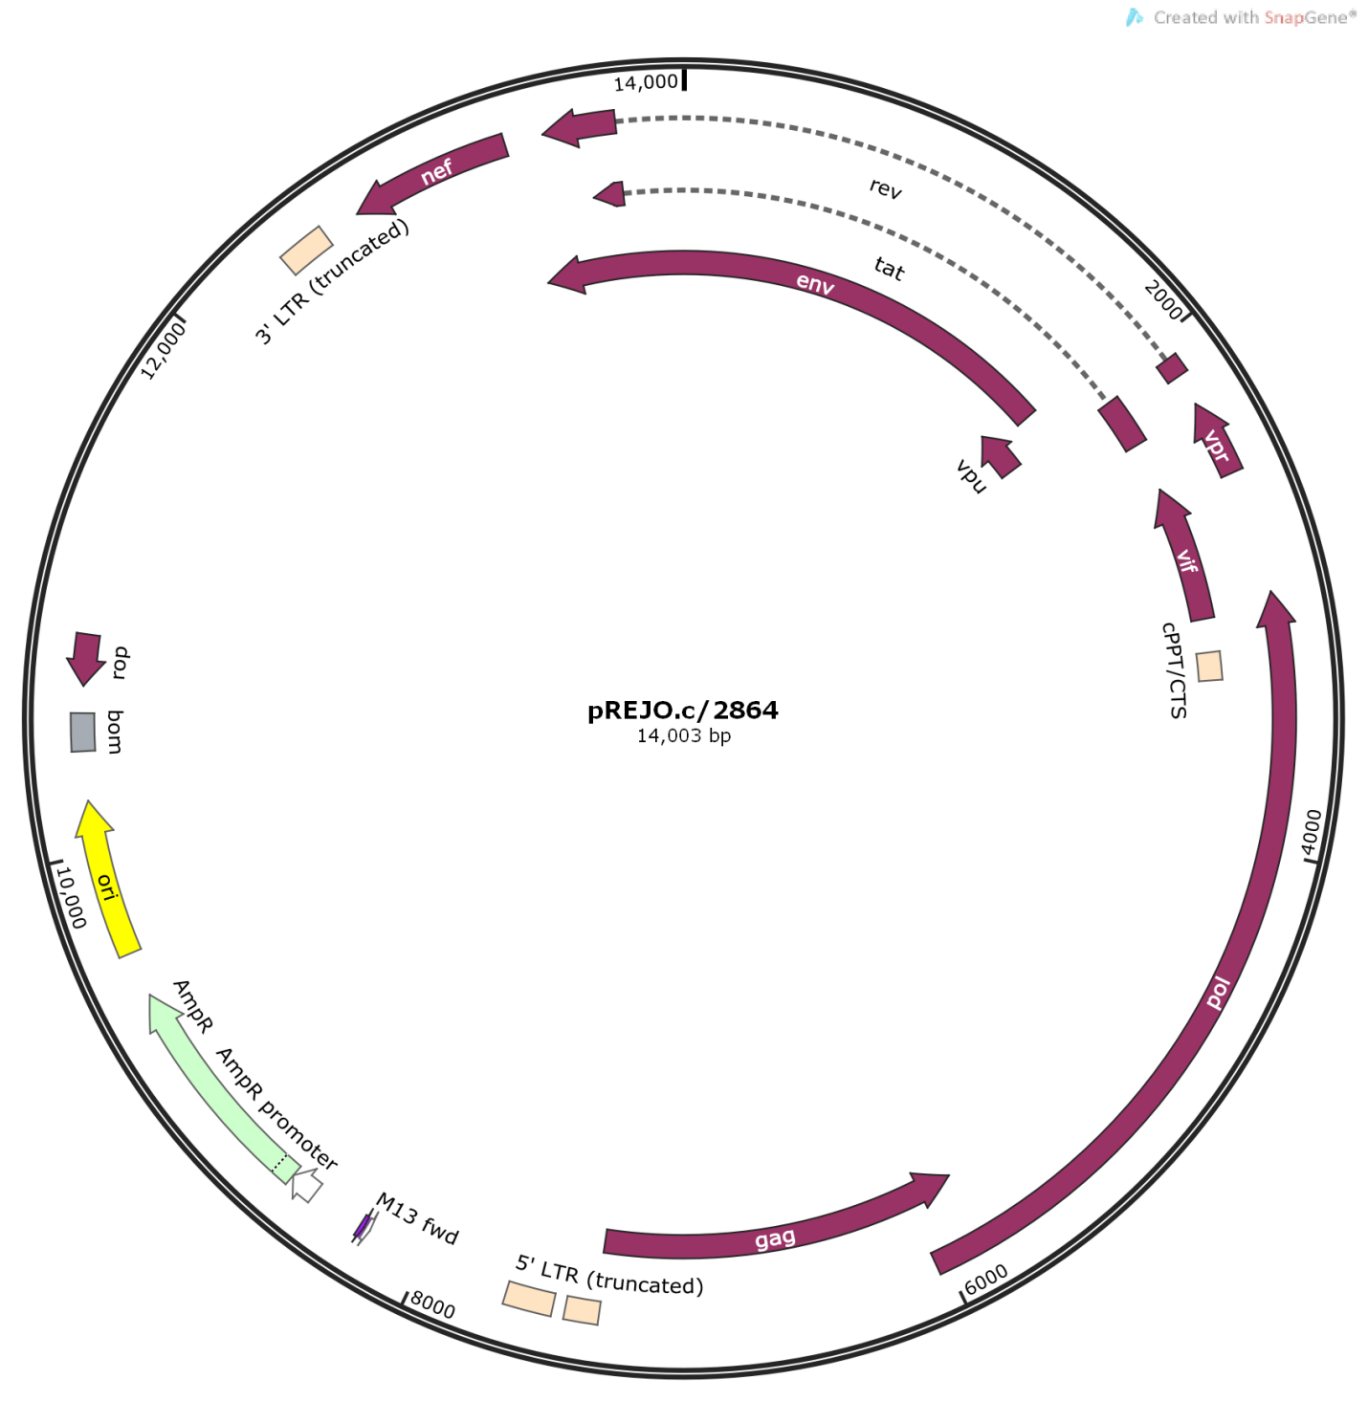 Created with SnapGene®
14,000
rev
nef
tat
env
2000
3' LTR (truncated)
12,000
vpr
vpu
vif
cPPT/CTS
rop
bom
pREJO.c/2864
14,003 bp
4000
10,000
ori
pol
AmpR
AmpR promoter
M13 fwd
gag
5' LTR (truncated)
6000
8000